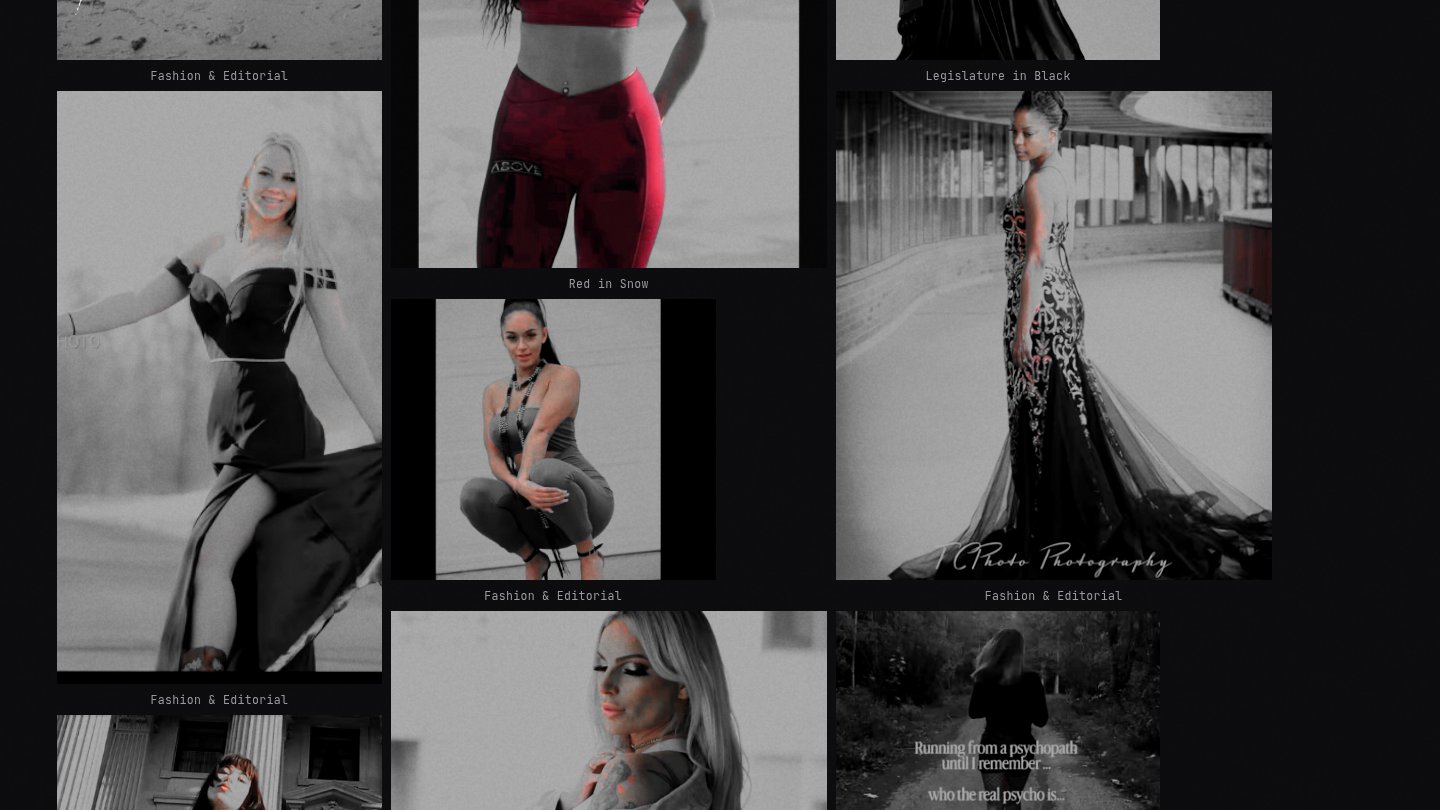 Fashion & Editorial
Legislature in Black
ABOVE
HOTO
Red in Snow
TCPhoto Photography
Fashion & Editorial
Fashion & Editorial
Fashion & Editorial
Running from a psychopath
until I remember ...
who the real psycho is...